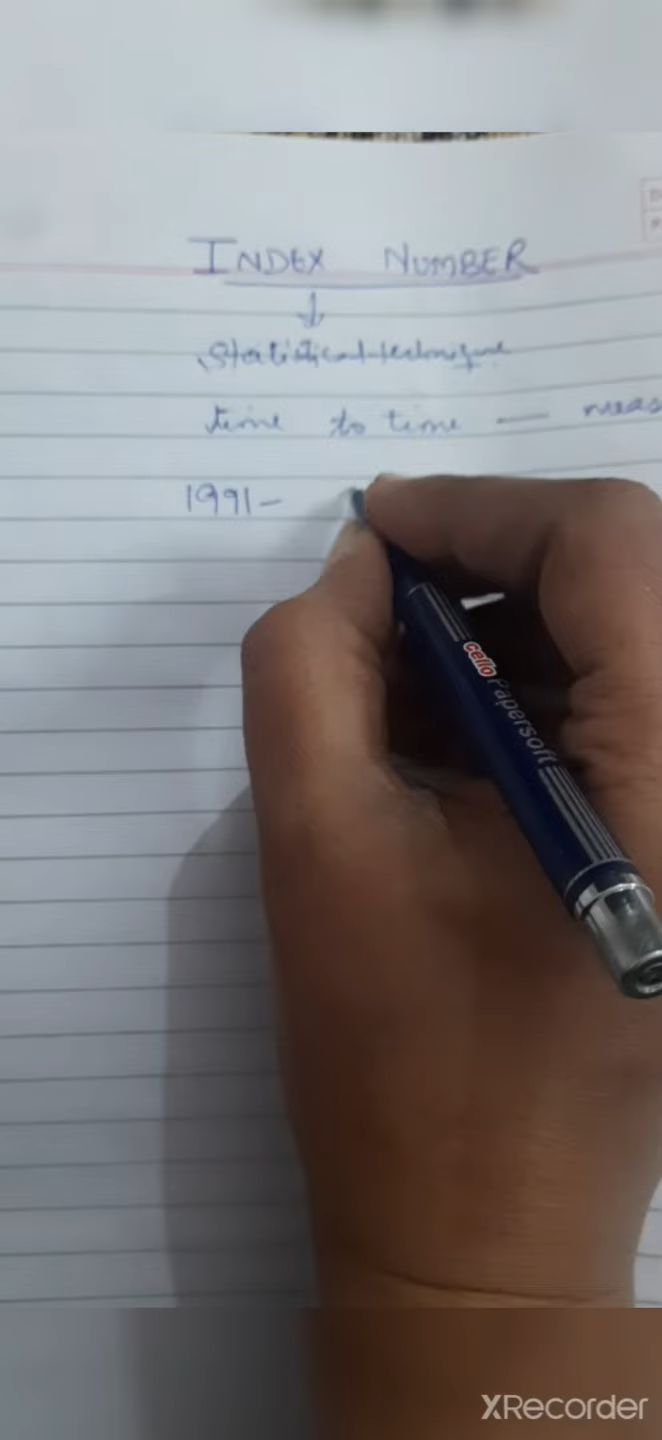 INDEX NUMBER
↓
Statistical technique
time to time — meas
1991-
cello Papersoft
XRecorder